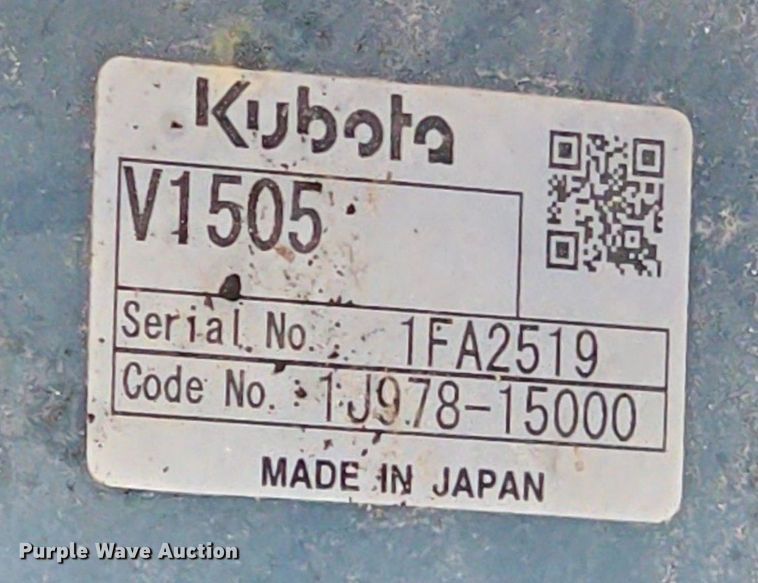 Kubota
V1505
Serial No. : 1FA2519
Code No. : 1J978-15000
MADE IN JAPAN
Purple Wave Auction